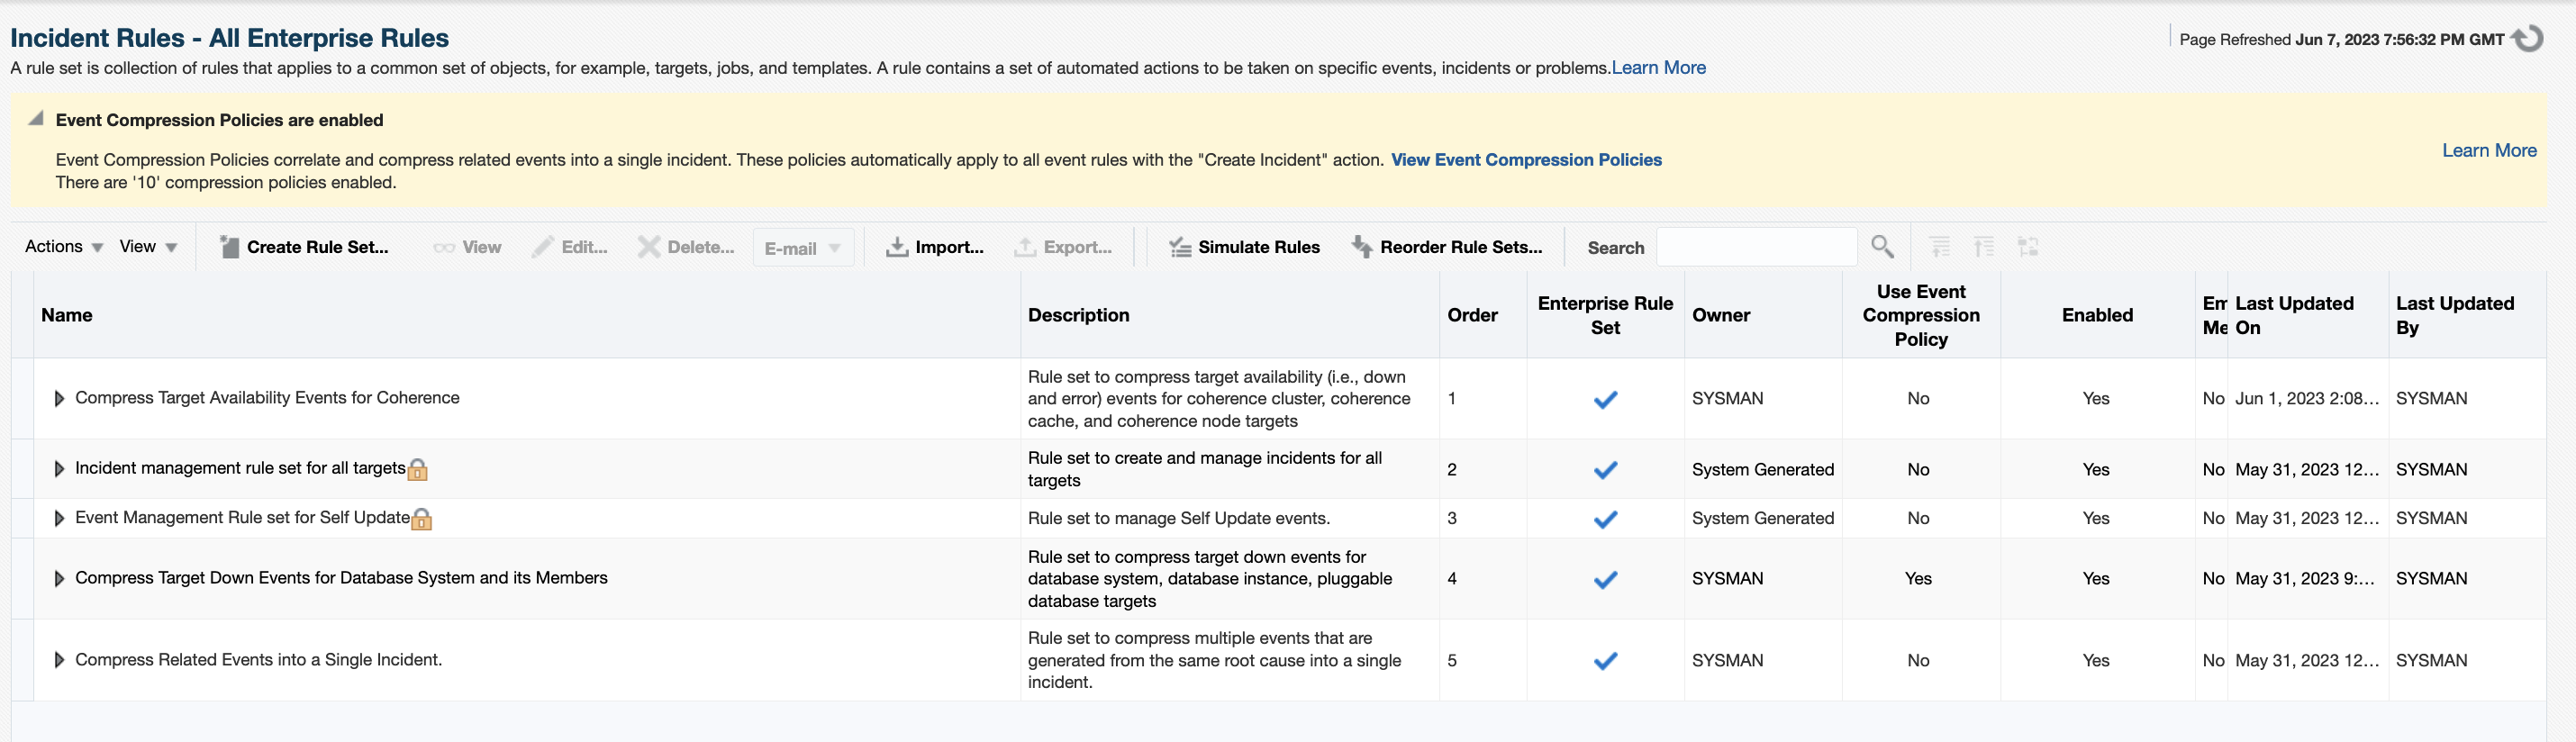 Incident Rules - All Enterprise Rules
Page Refreshed Jun 7, 2023 7:56:32 PM GMT
A rule set is collection of rules that applies to a common set of objects, for example, targets, jobs, and templates. A rule contains a set of automated actions to be taken on specific events, incidents or problems.Learn More
Event Compression Policies are enabled
Event Compression Policies correlate and compress related events into a single incident. These policies automatically apply to all event rules with the "Create Incident" action. View Event Compression Policies
Learn More
There are '10' compression policies enabled.
Actions View Create Rule Set... View Edit... Delete... E-mail Import... Export... Simulate Rules Reorder Rule Sets... Search
Name
Description
Order
Enterprise Rule
Set
Owner
Use Event
Compression
Policy
Enabled
Em
Me
Last Updated
On
Last Updated
By
Compress Target Availability Events for Coherence
Rule set to compress target availability (i.e., down
and error) events for coherence cluster, coherence
cache, and coherence node targets
1
SYSMAN
No
Yes
No
Jun 1, 2023 2:08...
SYSMAN
Incident management rule set for all targets
Rule set to create and manage incidents for all
targets
2
System Generated
No
Yes
No
May 31, 2023 12...
SYSMAN
Event Management Rule set for Self Update
Rule set to manage Self Update events.
3
System Generated
No
Yes
No
May 31, 2023 12...
SYSMAN
Compress Target Down Events for Database System and its Members
Rule set to compress target down events for
database system, database instance, pluggable
database targets
4
SYSMAN
Yes
Yes
No
May 31, 2023 9:...
SYSMAN
Compress Related Events into a Single Incident.
Rule set to compress multiple events that are
generated from the same root cause into a single
incident.
5
SYSMAN
No
Yes
No
May 31, 2023 12...
SYSMAN